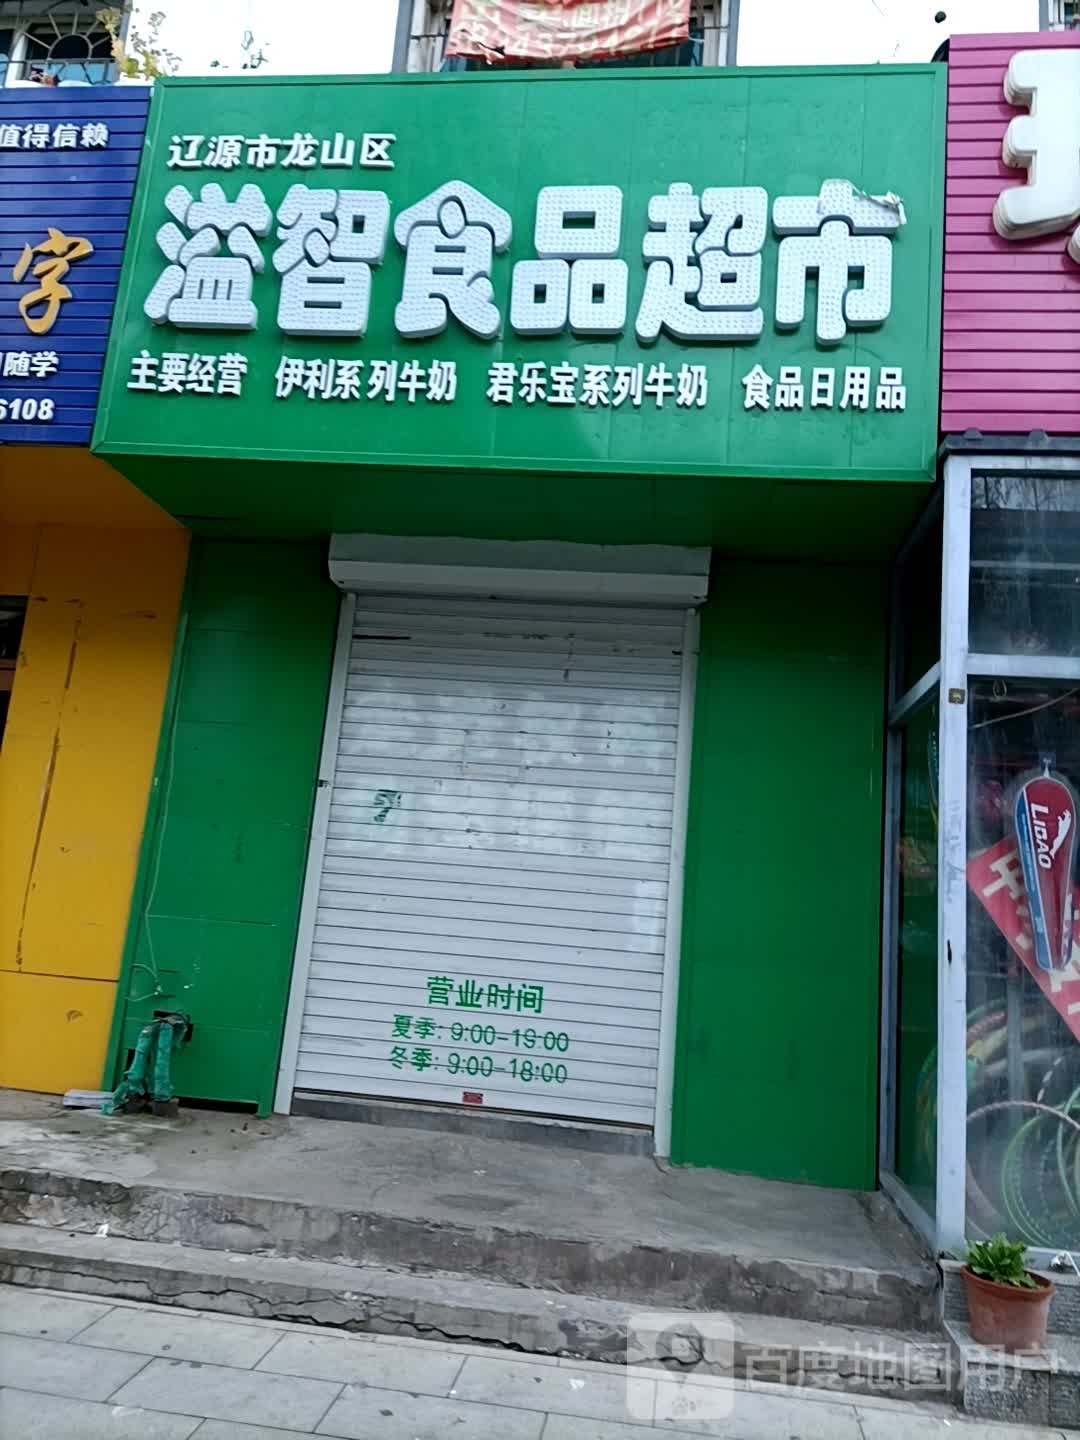 值得信赖
字
随学
6108
辽源市龙山区
溢智食品超市
主要经营 伊利系列牛奶 君乐宝系列牛奶 食品日用品
营业时间
夏季: 9:00-19:00
冬季: 9:00-18:00
LIBAO
百度地图用户